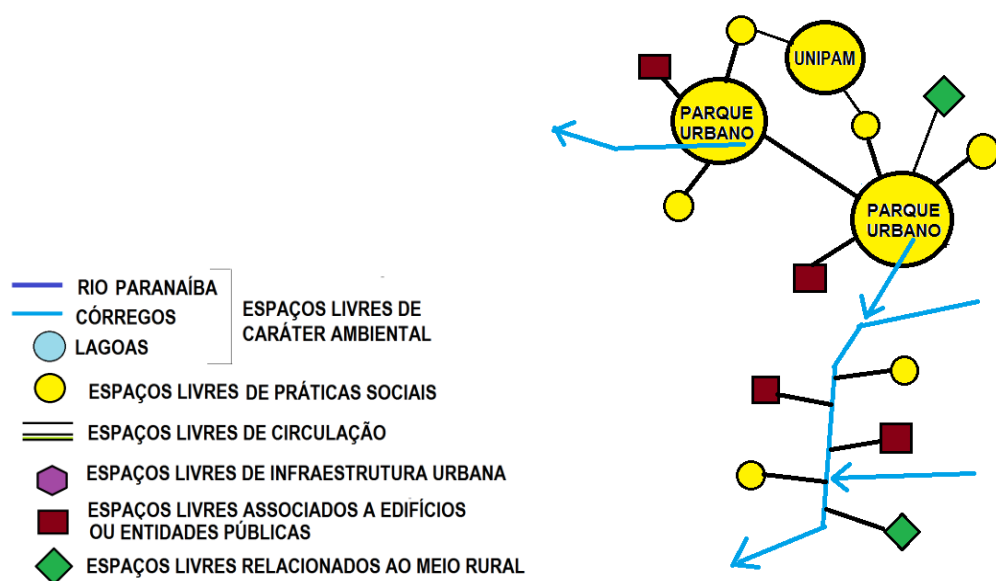 UNIPAM
PARQUE
URBANO
PARQUE
URBANO
RIO PARANAÍBA
CÓRREGOS
LAGOAS
ESPAÇOS LIVRES DE
CARÁTER AMBIENTAL
ESPAÇOS LIVRES DE PRÁTICAS SOCIAIS
ESPAÇOS LIVRES DE CIRCULAÇÃO
ESPAÇOS LIVRES DE INFRAESTRUTURA URBANA
ESPAÇOS LIVRES ASSOCIADOS A EDIFÍCIOS
OU ENTIDADES PÚBLICAS
ESPAÇOS LIVRES RELACIONADOS AO MEIO RURAL